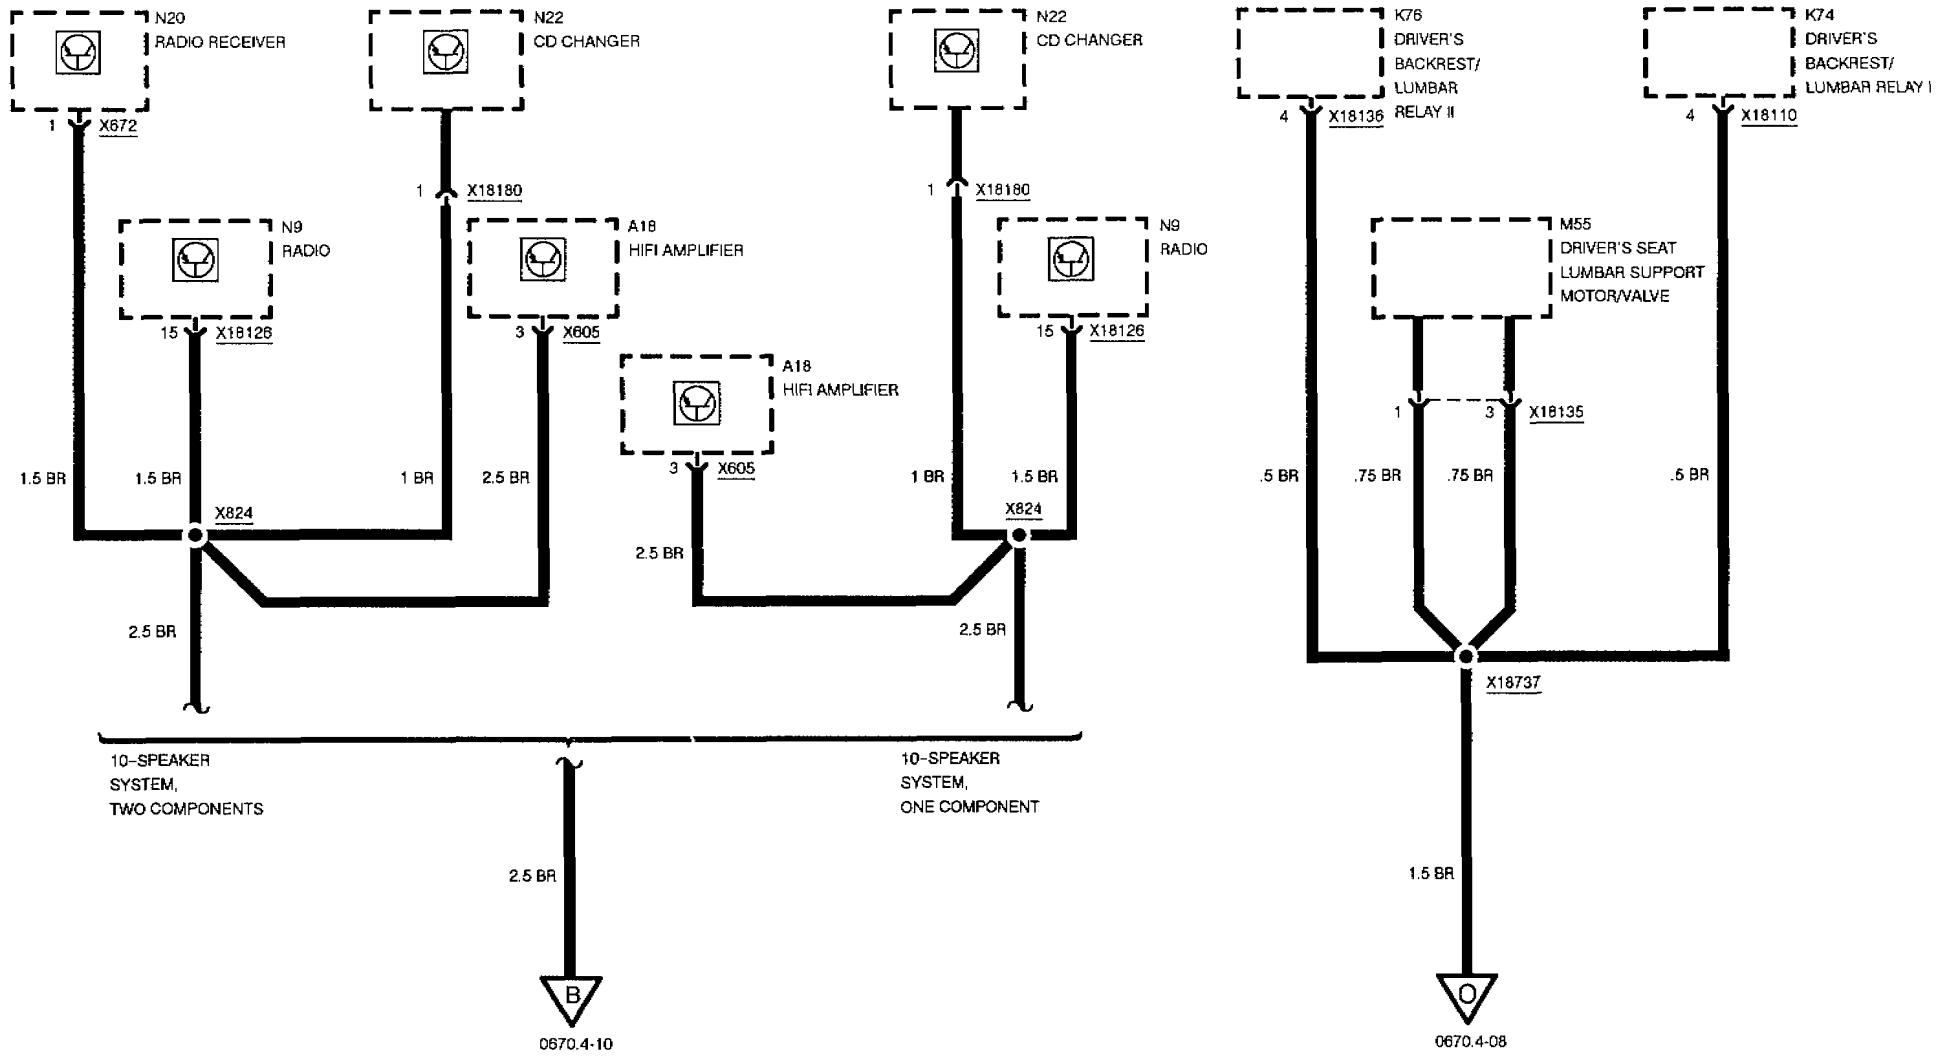 N20
RADIO RECEIVER
1
X672
N22
CD CHANGER
1
X18180
N9
RADIO
15
X18126
A18
HIFI AMPLIFIER
3
X605
1.5 BR
1.5 BR
1 BR
2.5 BR
X824
2.5 BR
A18
HIFI AMPLIFIER
3
X605
2.5 BR
N22
CD CHANGER
1
X18180
N9
RADIO
15
X18126
1 BR
1.5 BR
X824
2.5 BR
10-SPEAKER
SYSTEM,
TWO COMPONENTS
10-SPEAKER
SYSTEM,
ONE COMPONENT
2.5 BR
B
0670.4-10
K76
DRIVER'S
BACKREST/
LUMBAR
RELAY II
4
X18136
K74
DRIVER'S
BACKREST/
LUMBAR RELAY I
4
X18110
M55
DRIVER'S SEAT
LUMBAR SUPPORT
MOTOR/VALVE
1
3
X18135
.5 BR
.75 BR
.75 BR
.5 BR
X18737
1.5 BR
O
0670.4-08